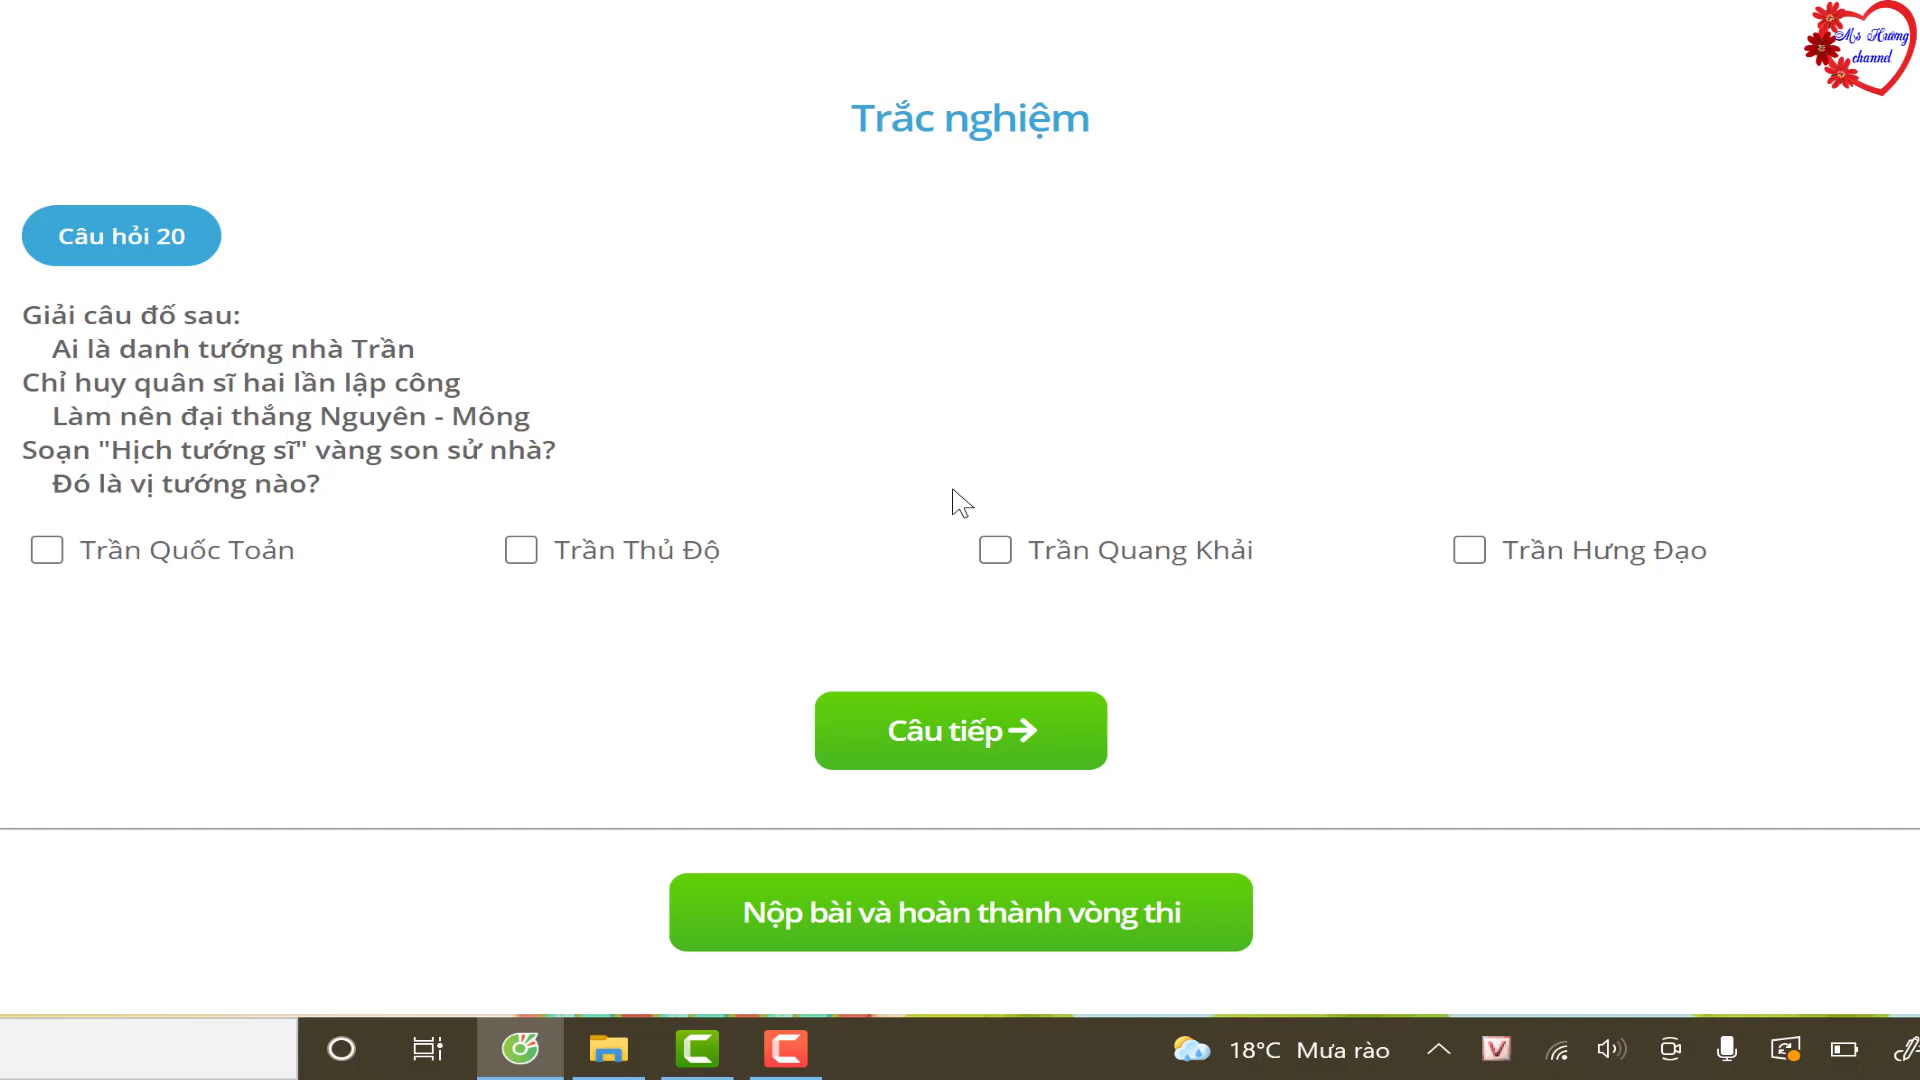 Ms Hương
channel
Trắc nghiệm
Câu hỏi 20
Giải câu đố sau:
Ai là danh tướng nhà Trần
Chỉ huy quân sĩ hai lần lập công
Làm nên đại thắng Nguyên - Mông
Soạn "Hịch tướng sĩ" vàng son sử nhà?
Đó là vị tướng nào?
Trần Quốc Toản
Trần Thủ Độ
Trần Quang Khải
Trần Hưng Đạo
Câu tiếp
Nộp bài và hoàn thành vòng thi
18°C Mưa rào